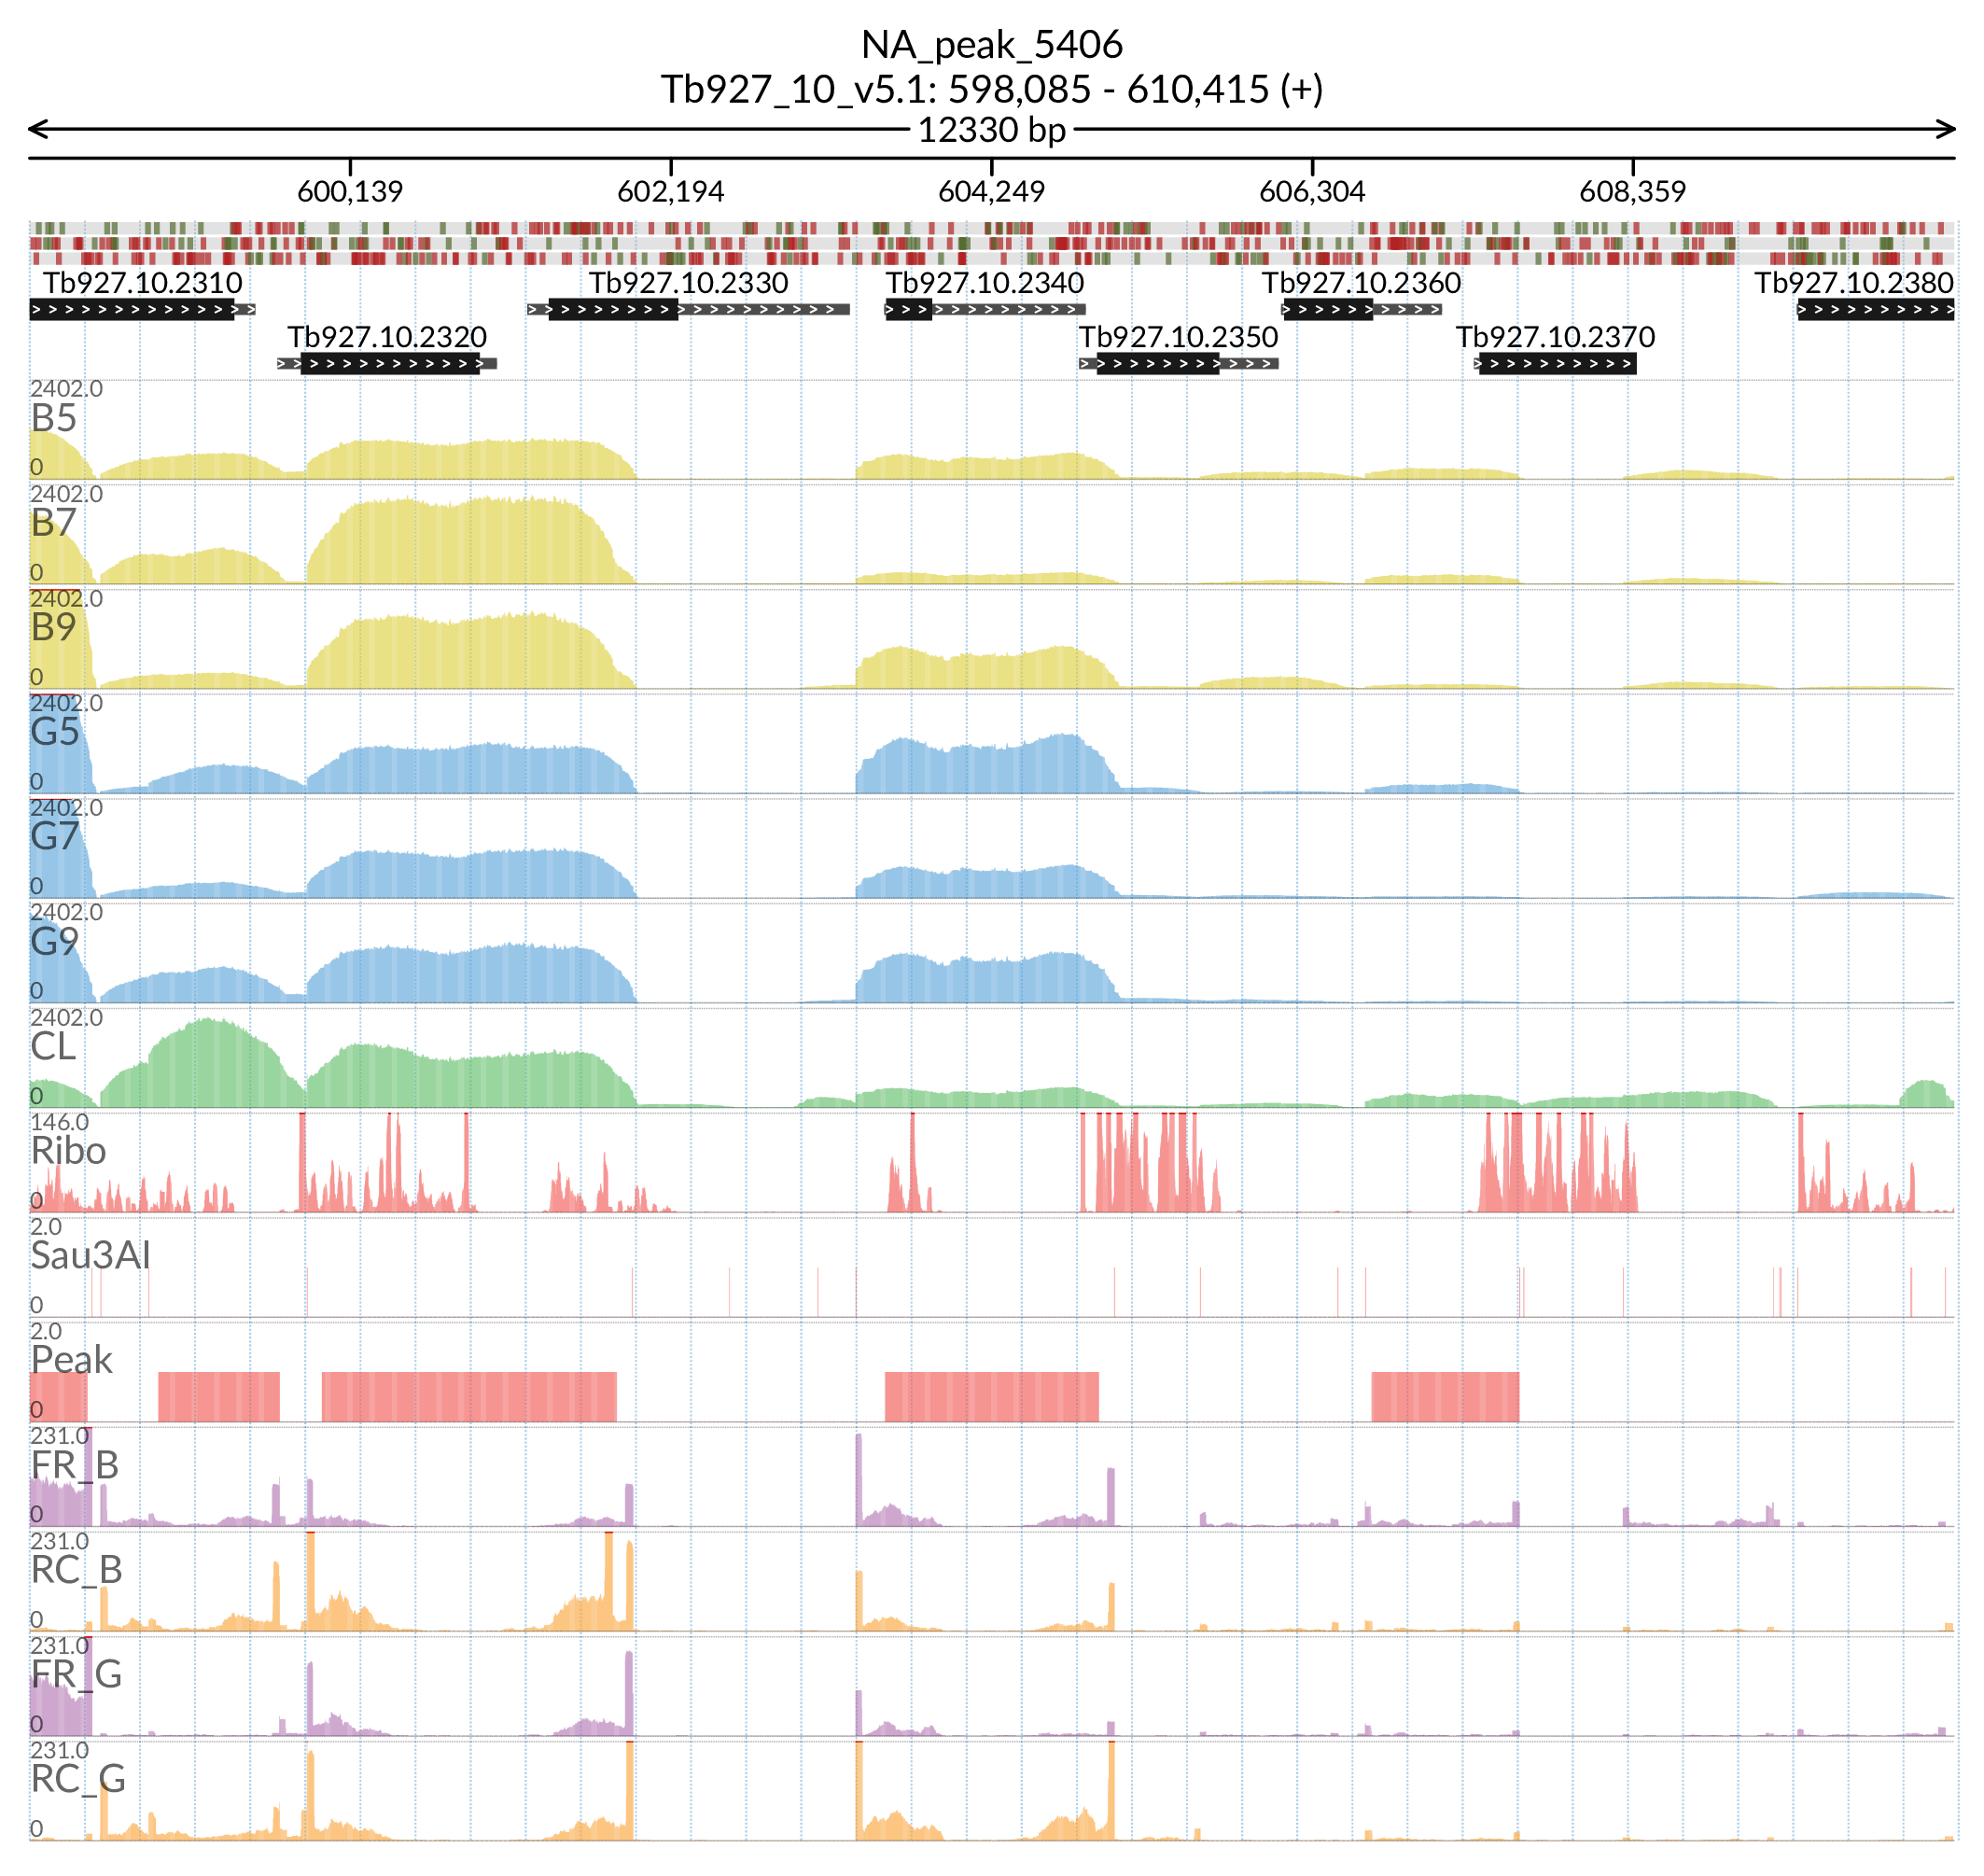 NA_peak_5406
Tb927_10_v5.1: 598,085 - 610,415 (+)
12330 bp
600,139 602,194 604,249 606,304 608,359
Tb927.10.2310 Tb927.10.2330 Tb927.10.2340 Tb927.10.2360 Tb927.10.2380
Tb927.10.2320 Tb927.10.2350 Tb927.10.2370
2402.0
B5
0
2402.0
B7
0
2402.0
B9
0
2402.0
G5
0
2402.0
G7
0
2402.0
G9
0
2402.0
CL
0
146.0
Ribo
0
2.0
Sau3AI
0
2.0
Peak
0
231.0
FR_B
0
231.0
RC_B
0
231.0
FR_G
0
231.0
RC_G
0